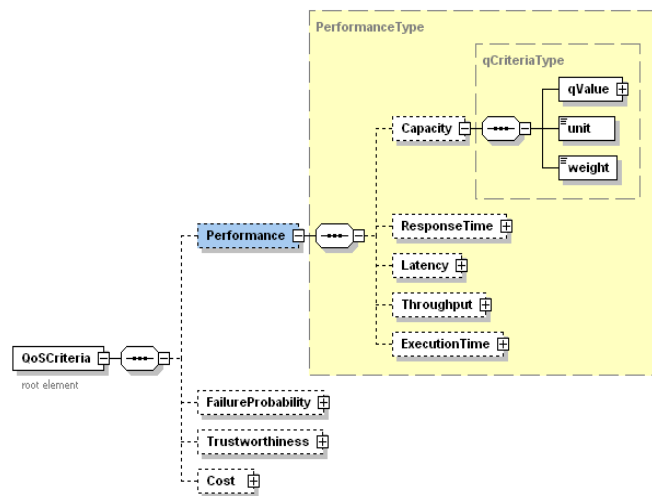 PerformanceType
qCriteriaType
qValue
Capacity
unit
weight
ResponseTime
Performance
Latency
Throughput
ExecutionTime
QoSCriteria
root element
FailureProbability
Trustworthiness
Cost